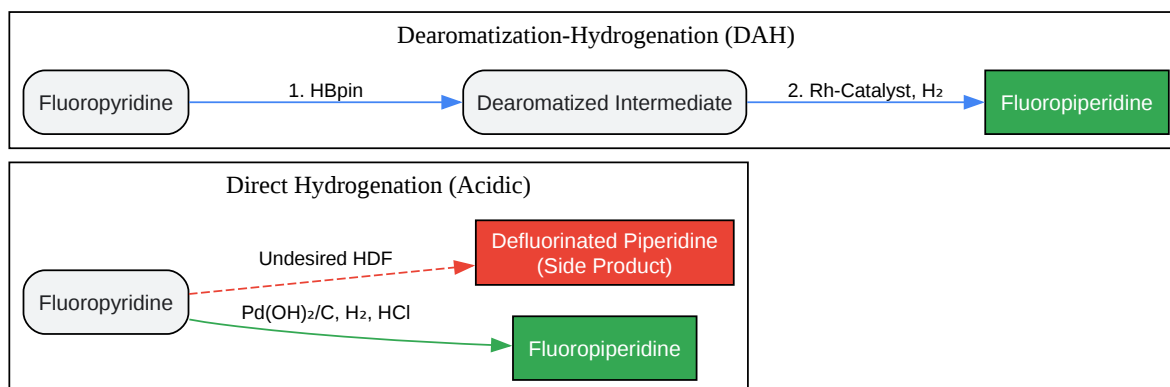 Dearomatization-Hydrogenation (DAH)
Fluoropyridine
1. HBpin
Dearomatized Intermediate
2. Rh-Catalyst, H₂
Fluoropiperidine
Direct Hydrogenation (Acidic)
Fluoropyridine
Undesired HDF
Defluorinated Piperidine
(Side Product)
Pd(OH)₂/C, H₂, HCl
Fluoropiperidine